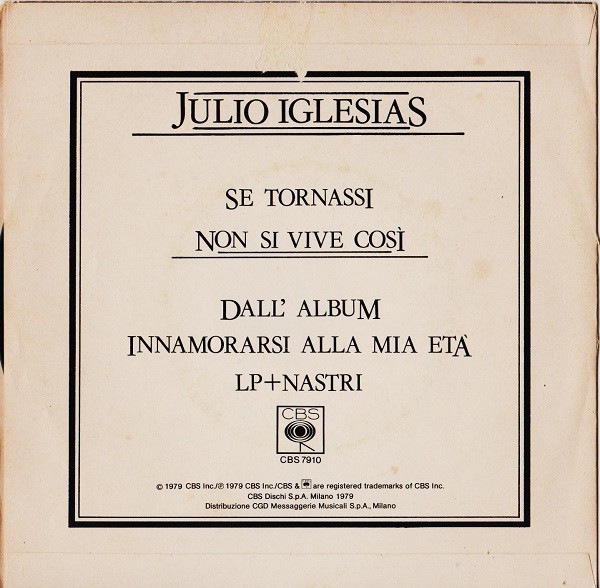 JULIO IGLESIAS
SE TORNASSI
NON SI VIVE COSÌ
DALL' ALBUM
INNAMORARSI ALLA MIA ETÀ
LP+NASTRI
CBS
CBS 7910
© 1979 CBS Inc./℗ 1979 CBS Inc./CBS & are registered trademarks of CBS Inc.
CBS Dischi S.p.A. Milano 1979
Distribuzione CGD Messaggerie Musicali S.p.A., Milano